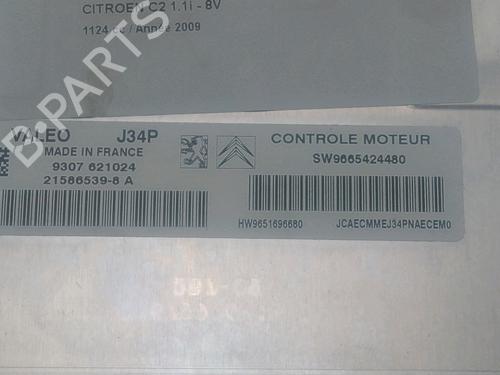 CITROEN C2 1.1i - 8V
1124 cc / Année 2009
B-PARTS
VALEO J34P
MADE IN FRANCE
9307 621024
21586539-8 A
CONTROLE MOTEUR
SW9665424480
HW9651696680 JCAECMMEJ34PNAECEM0